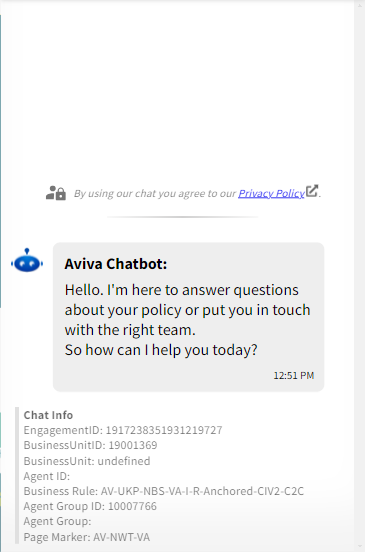 By using our chat you agree to our Privacy Policy.
Aviva Chatbot:
Hello. I'm here to answer questions
about your policy or put you in touch
with the right team.
So how can I help you today?
12:51 PM
Chat Info
EngagementID: 1917238351931219727
BusinessUnitID: 19001369
BusinessUnit: undefined
Agent ID:
Business Rule: AV-UKP-NBS-VA-I-R-Anchored-CIV2-C2C
Agent Group ID: 10007766
Agent Group:
Page Marker: AV-NWT-VA